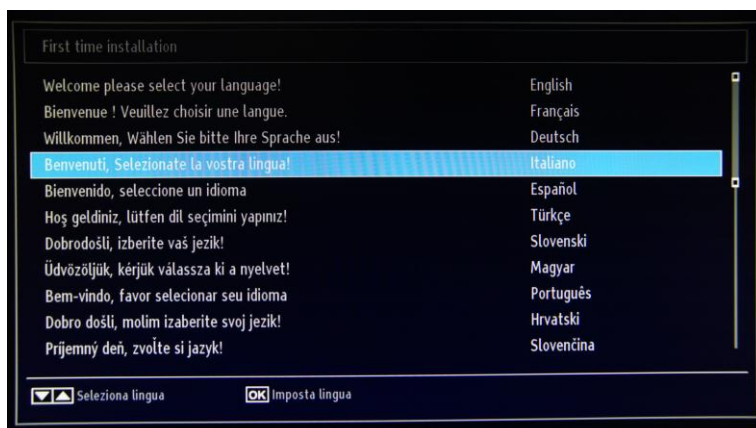 First time installation
Welcome please select your language! English
Bienvenue ! Veuillez choisir une langue. Français
Willkommen, Wählen Sie bitte Ihre Sprache aus! Deutsch
Benvenuti, Selezionate la vostra lingua! Italiano
Bienvenido, seleccione un idioma Español
Hoş geldiniz, lütfen dil seçimini yapınız! Türkçe
Dobrodošli, izberite vaš jezik! Slovenski
Üdvözöljük, kérjük válassza ki a nyelvet! Magyar
Bem-vindo, favor selecionar seu idioma Português
Dobro došli, molim izaberite svoj jezik! Hrvatski
Príjemný deň, zvoľte si jazyk! Slovenčina
Seleziona lingua OK Imposta lingua